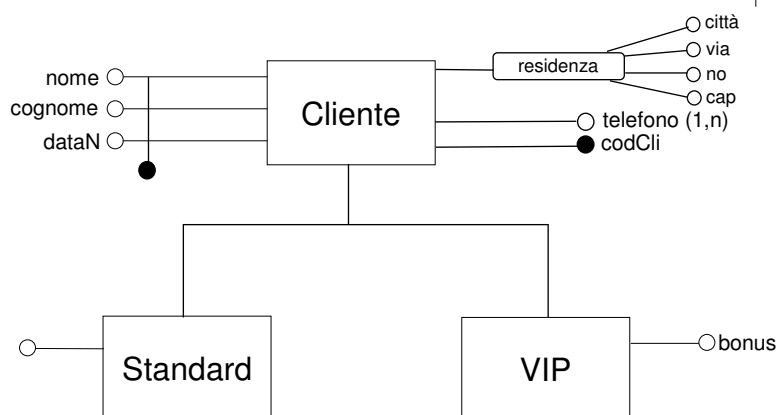 città
via
residenza
no
cap
nome
cognome
dataN
Cliente
telefono (1,n)
codCli
Standard
VIP
bonus